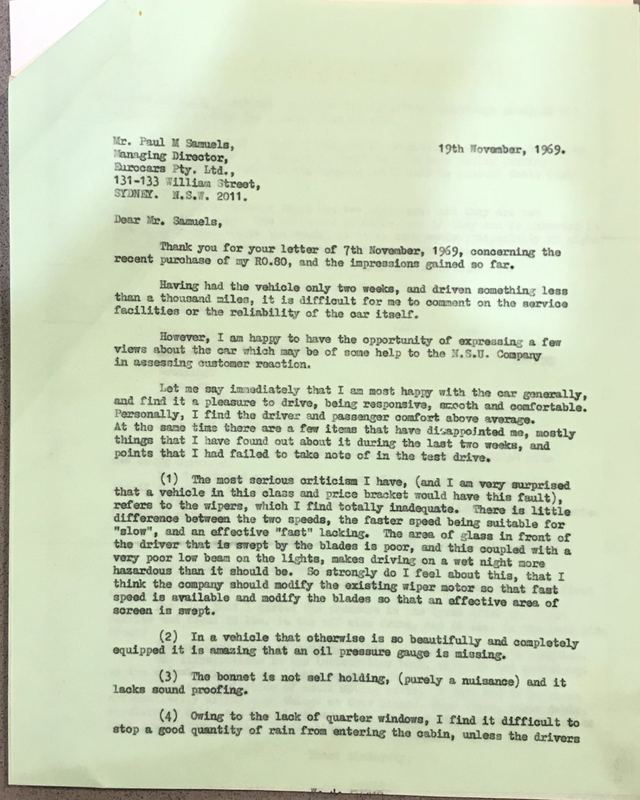 Mr. Paul M Samuels,
19th November, 1969.
Managing Director,
Eurocars Pty. Ltd.,
131-133 William Street,
SYDNEY. N.S.W. 2011.
Dear Mr. Samuels,
Thank you for your letter of 7th November, 1969, concerning the
recent purchase of my RO.80, and the impressions gained so far.
Having had the vehicle only two weeks, and driven something less
than a thousand miles, it is difficult for me to comment on the service
facilities or the reliability of the car itself.
However, I am happy to have the opportunity of expressing a few
views about the car which may be of some help to the N.S.U. Company
in assessing customer reaction.
Let me say immediately that I am most happy with the car generally,
and find it a pleasure to drive, being responsive, smooth and comfortable.
Personally, I find the driver and passenger comfort above average.
At the same time there are a few items that have disappointed me, mostly
things that I have found out about it during the last two weeks, and
points that I had failed to take note of in the test drive.
(1) The most serious criticism I have, (and I am very surprised
that a vehicle in this class and price bracket would have this fault),
refers to the wipers, which I find totally inadequate. There is little
difference between the two speeds, the faster speed being suitable for
"slow", and an effective "fast" lacking. The area of glass in front of
the driver that is swept by the blades is poor, and this coupled with a
very poor low beam on the lights, makes driving on a wet night more
hazardous than it should be. So strongly do I feel about this, that I
think the company should modify the existing wiper motor so that fast
speed is available and modify the blades so that an effective area of
screen is swept.
(2) In a vehicle that otherwise is so beautifully and completely
equipped it is amazing that an oil pressure gauge is missing.
(3) The bonnet is not self holding, (purely a nuisance) and it
lacks sound proofing.
(4) Owing to the lack of quarter windows, I find it difficult to
stop a good quantity of rain from entering the cabin, unless the drivers